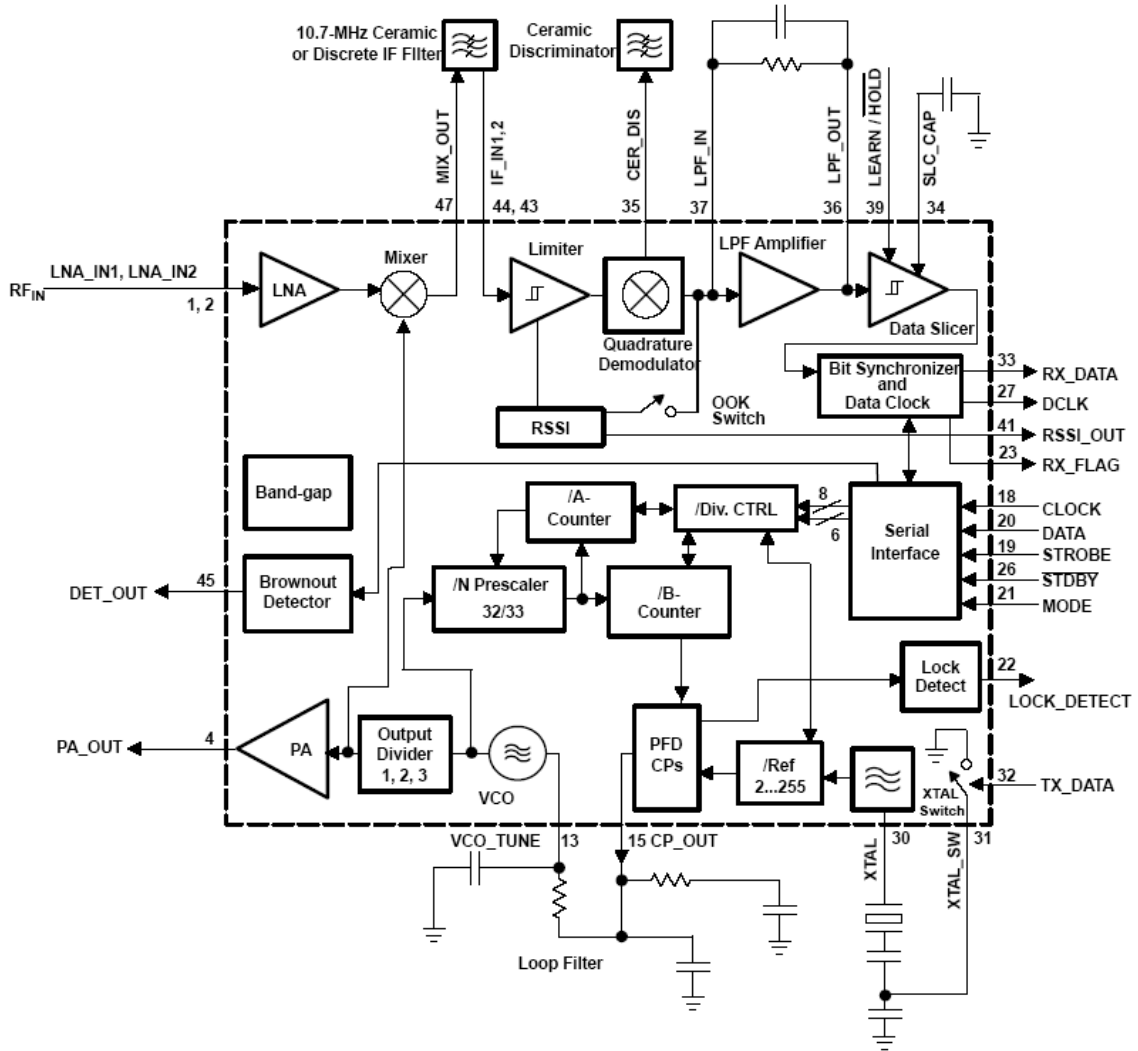 10.7-MHz Ceramic
or Discrete IF Filter
Ceramic
Discriminator
MIX_OUT
IF_IN1,2
CER_DIS
LPF_IN
LPF_OUT
LEARN / HOLD
SLC_CAP
47
44, 43
35
37
36
39
34
RFIN
LNA_IN1, LNA_IN2
1, 2
LNA
Mixer
Limiter
Quadrature
Demodulator
LPF Amplifier
Data Slicer
Bit Synchronizer
and
Data Clock
33
RX_DATA
27
DCLK
41
RSSI_OUT
23
RX_FLAG
OOK
Switch
RSSI
Band-gap
/A-
Counter
/Div. CTRL
8
6
Serial
Interface
18
CLOCK
20
DATA
19
STROBE
26
STDBY
21
MODE
DET_OUT
45
Brownout
Detector
/N Prescaler
32/33
/B-
Counter
Lock
Detect
22
LOCK_DETECT
PA_OUT
4
PA
Output
Divider
1, 2, 3
VCO
PFD
CPs
/Ref
2...255
XTAL
Switch
32
TX_DATA
VCO_TUNE
13
15
CP_OUT
30
31
XTAL
XTAL_SW
Loop Filter